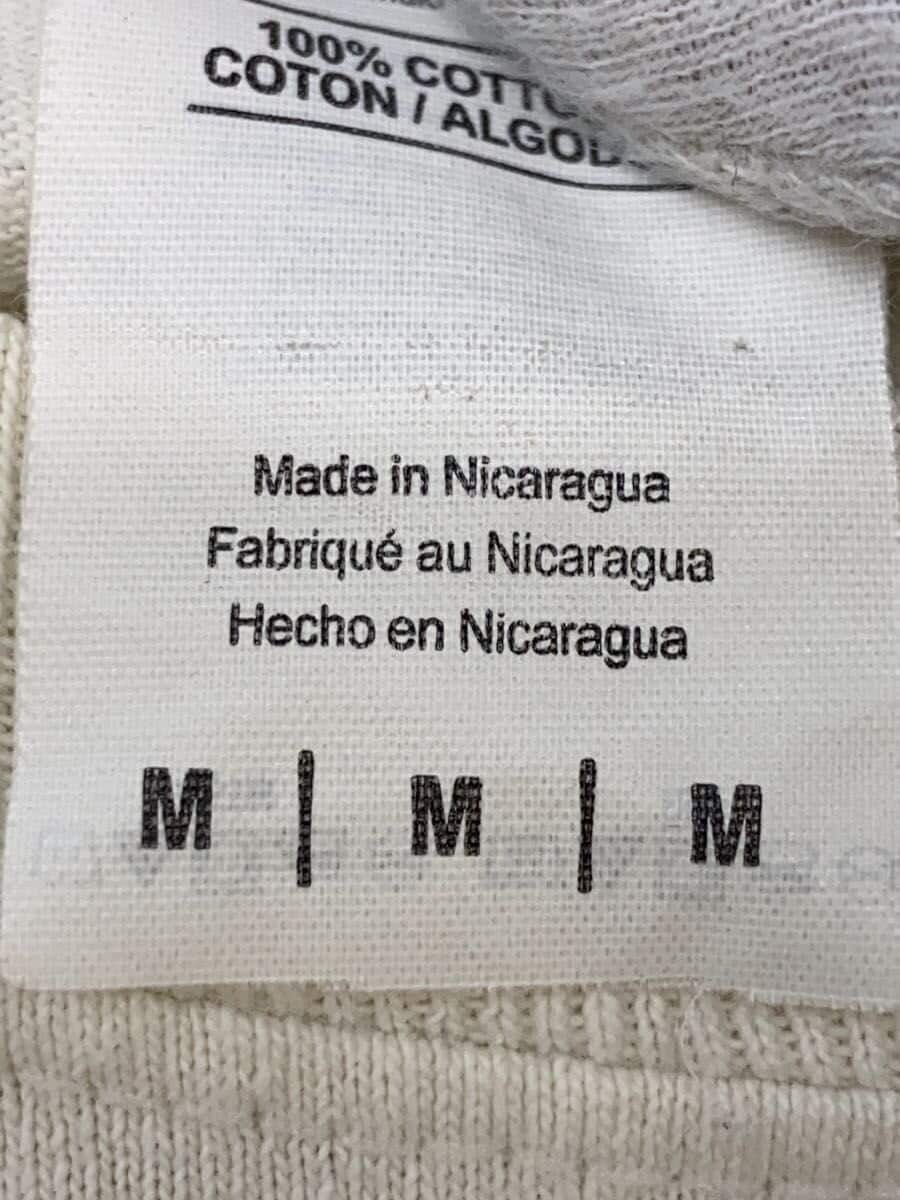 100% COTT
COTON / ALGOD
Made in Nicaragua
Fabriqué au Nicaragua
Hecho en Nicaragua
M | M | M